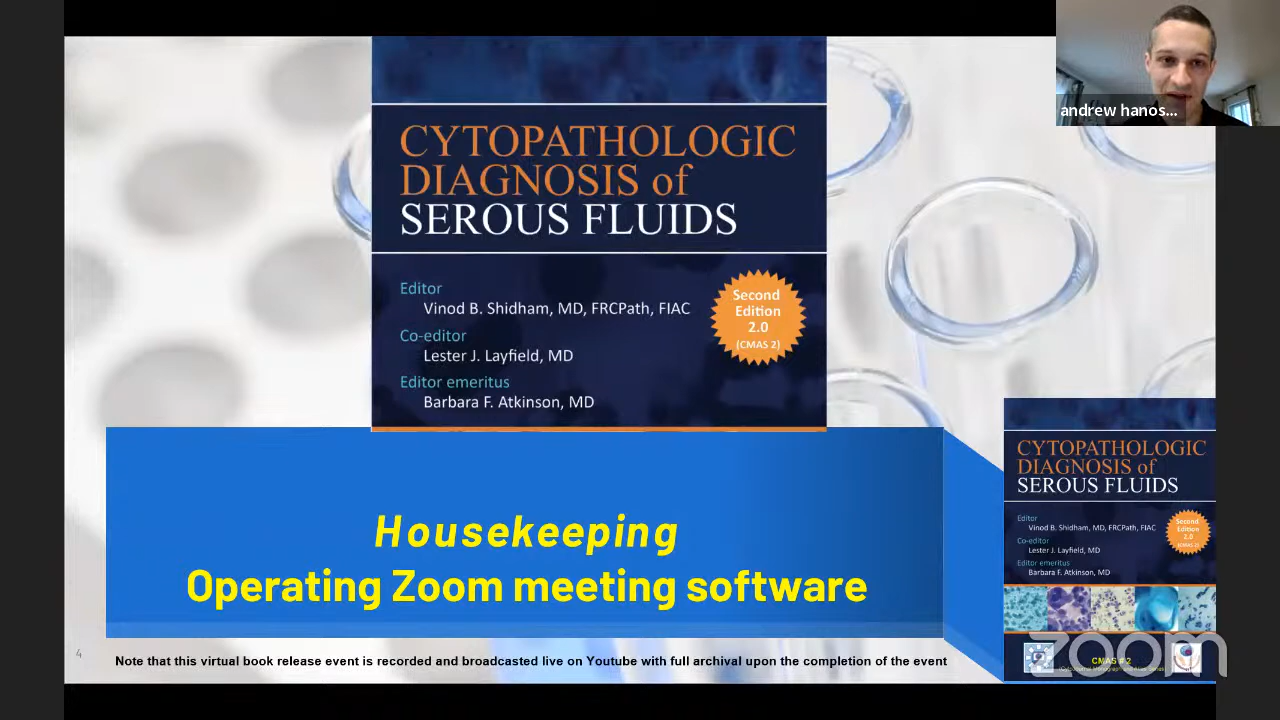 andrew hanos...
CYTOPATHOLOGIC
DIAGNOSIS of
SEROUS FLUIDS
Editor
Vinod B. Shidham, MD, FRCPath, FIAC
Co-editor
Lester J. Layfield, MD
Editor emeritus
Barbara F. Atkinson, MD
Second
Edition
2.0
(CMAS 2)
Housekeeping
Operating Zoom meeting software
CYTOPATHOLOGIC
DIAGNOSIS of
SEROUS FLUIDS
Editor
Vinod B. Shidham, MD, FRCPath, FIAC
Co-editor
Lester J. Layfield, MD
Editor emeritus
Barbara F. Atkinson, MD
Second
Edition
2.0
(CMAS 2)
CMAS # 2
zoom
4
Note that this virtual book release event is recorded and broadcasted live on Youtube with full archival upon the completion of the event